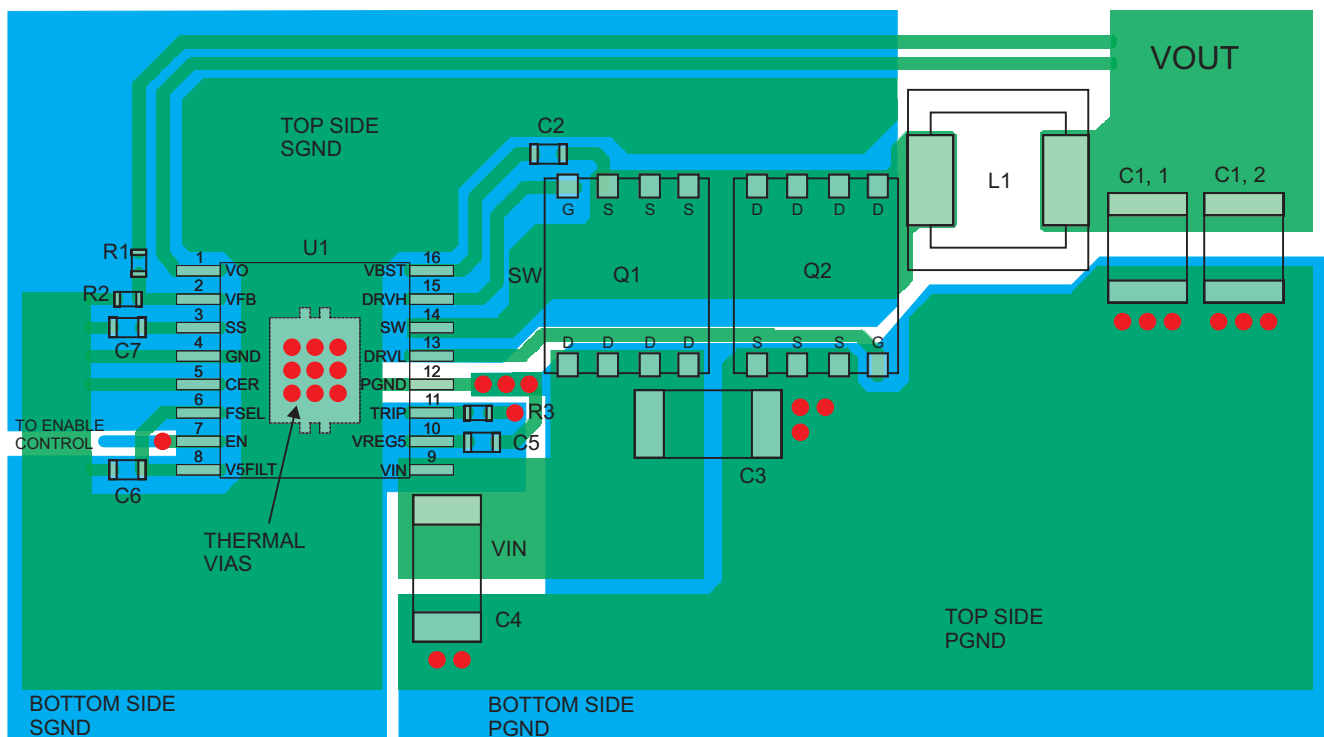 VOUT
TOP SIDE
SGND
C2
L1
C1, 1
C1, 2
G S S S
D D D D
R1
U1
SW
Q1
Q2
1 VO
VBST 16
R2
2 VFB
DRVH 15
3 SS
SW 14
C7
4 GND
DRVL 13
D D D D
S S S G
5 CER
PGND 12
6 FSEL
TRIP 11
R3
TO ENABLE
CONTROL
7 EN
VREG5 10
C5
8 V5FILT
VIN 9
C3
C6
THERMAL
VIAS
VIN
C4
TOP SIDE
PGND
BOTTOM SIDE
SGND
BOTTOM SIDE
PGND